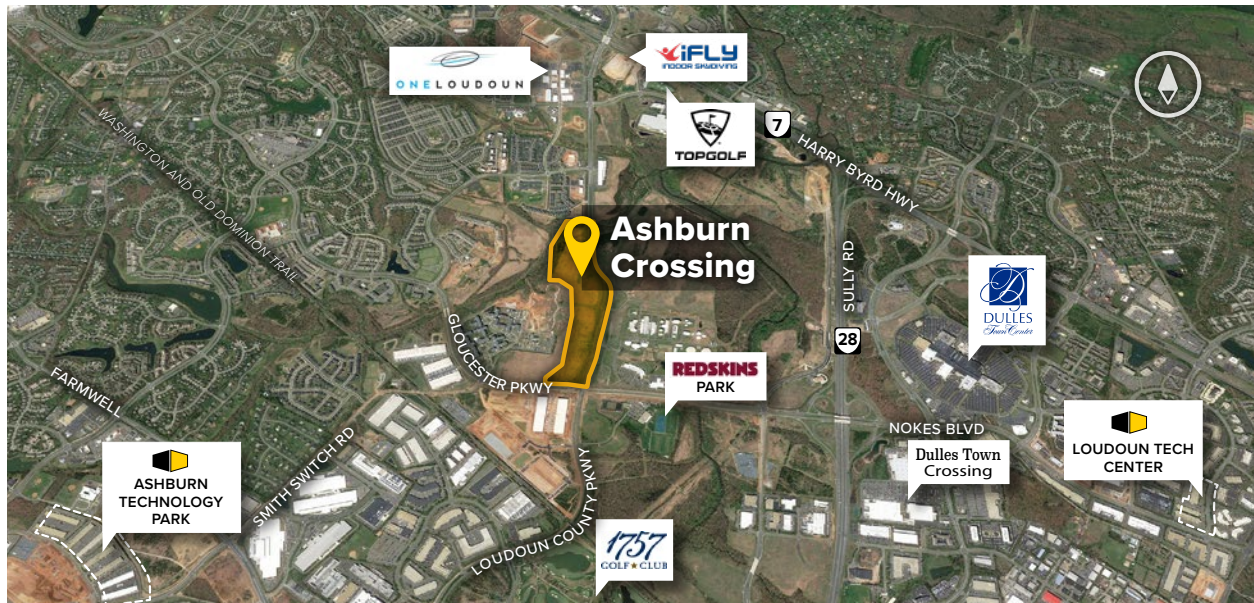 ONELOUDOUN
iFLY
INDOOR SKYDIVING
TOPGOLF
7
HARRY BYRD HWY
WASHINGTON AND OLD DOMINION TRAIL
Ashburn
Crossing
SULLY RD
28
D
DULLES
Town Center
GLOUCESTER PKWY
REDSKINS
PARK
FARMWELL
SMITH SWITCH RD
NOKES BLVD
Dulles Town
Crossing
LOUDOUN TECH
CENTER
ASHBURN
TECHNOLOGY
PARK
LOUDOUN COUNTY PKWY
1757
GOLF★CLUB